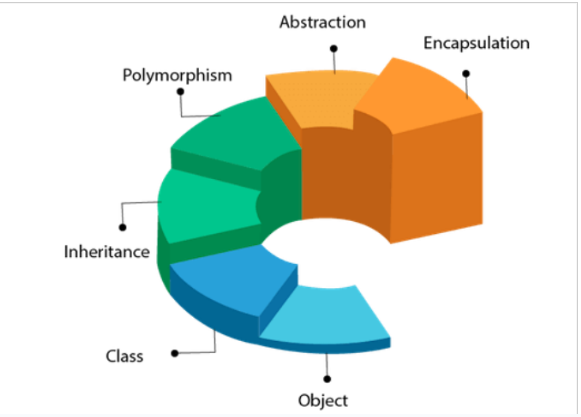 Abstraction
Encapsulation
Polymorphism
Inheritance
Class
Object